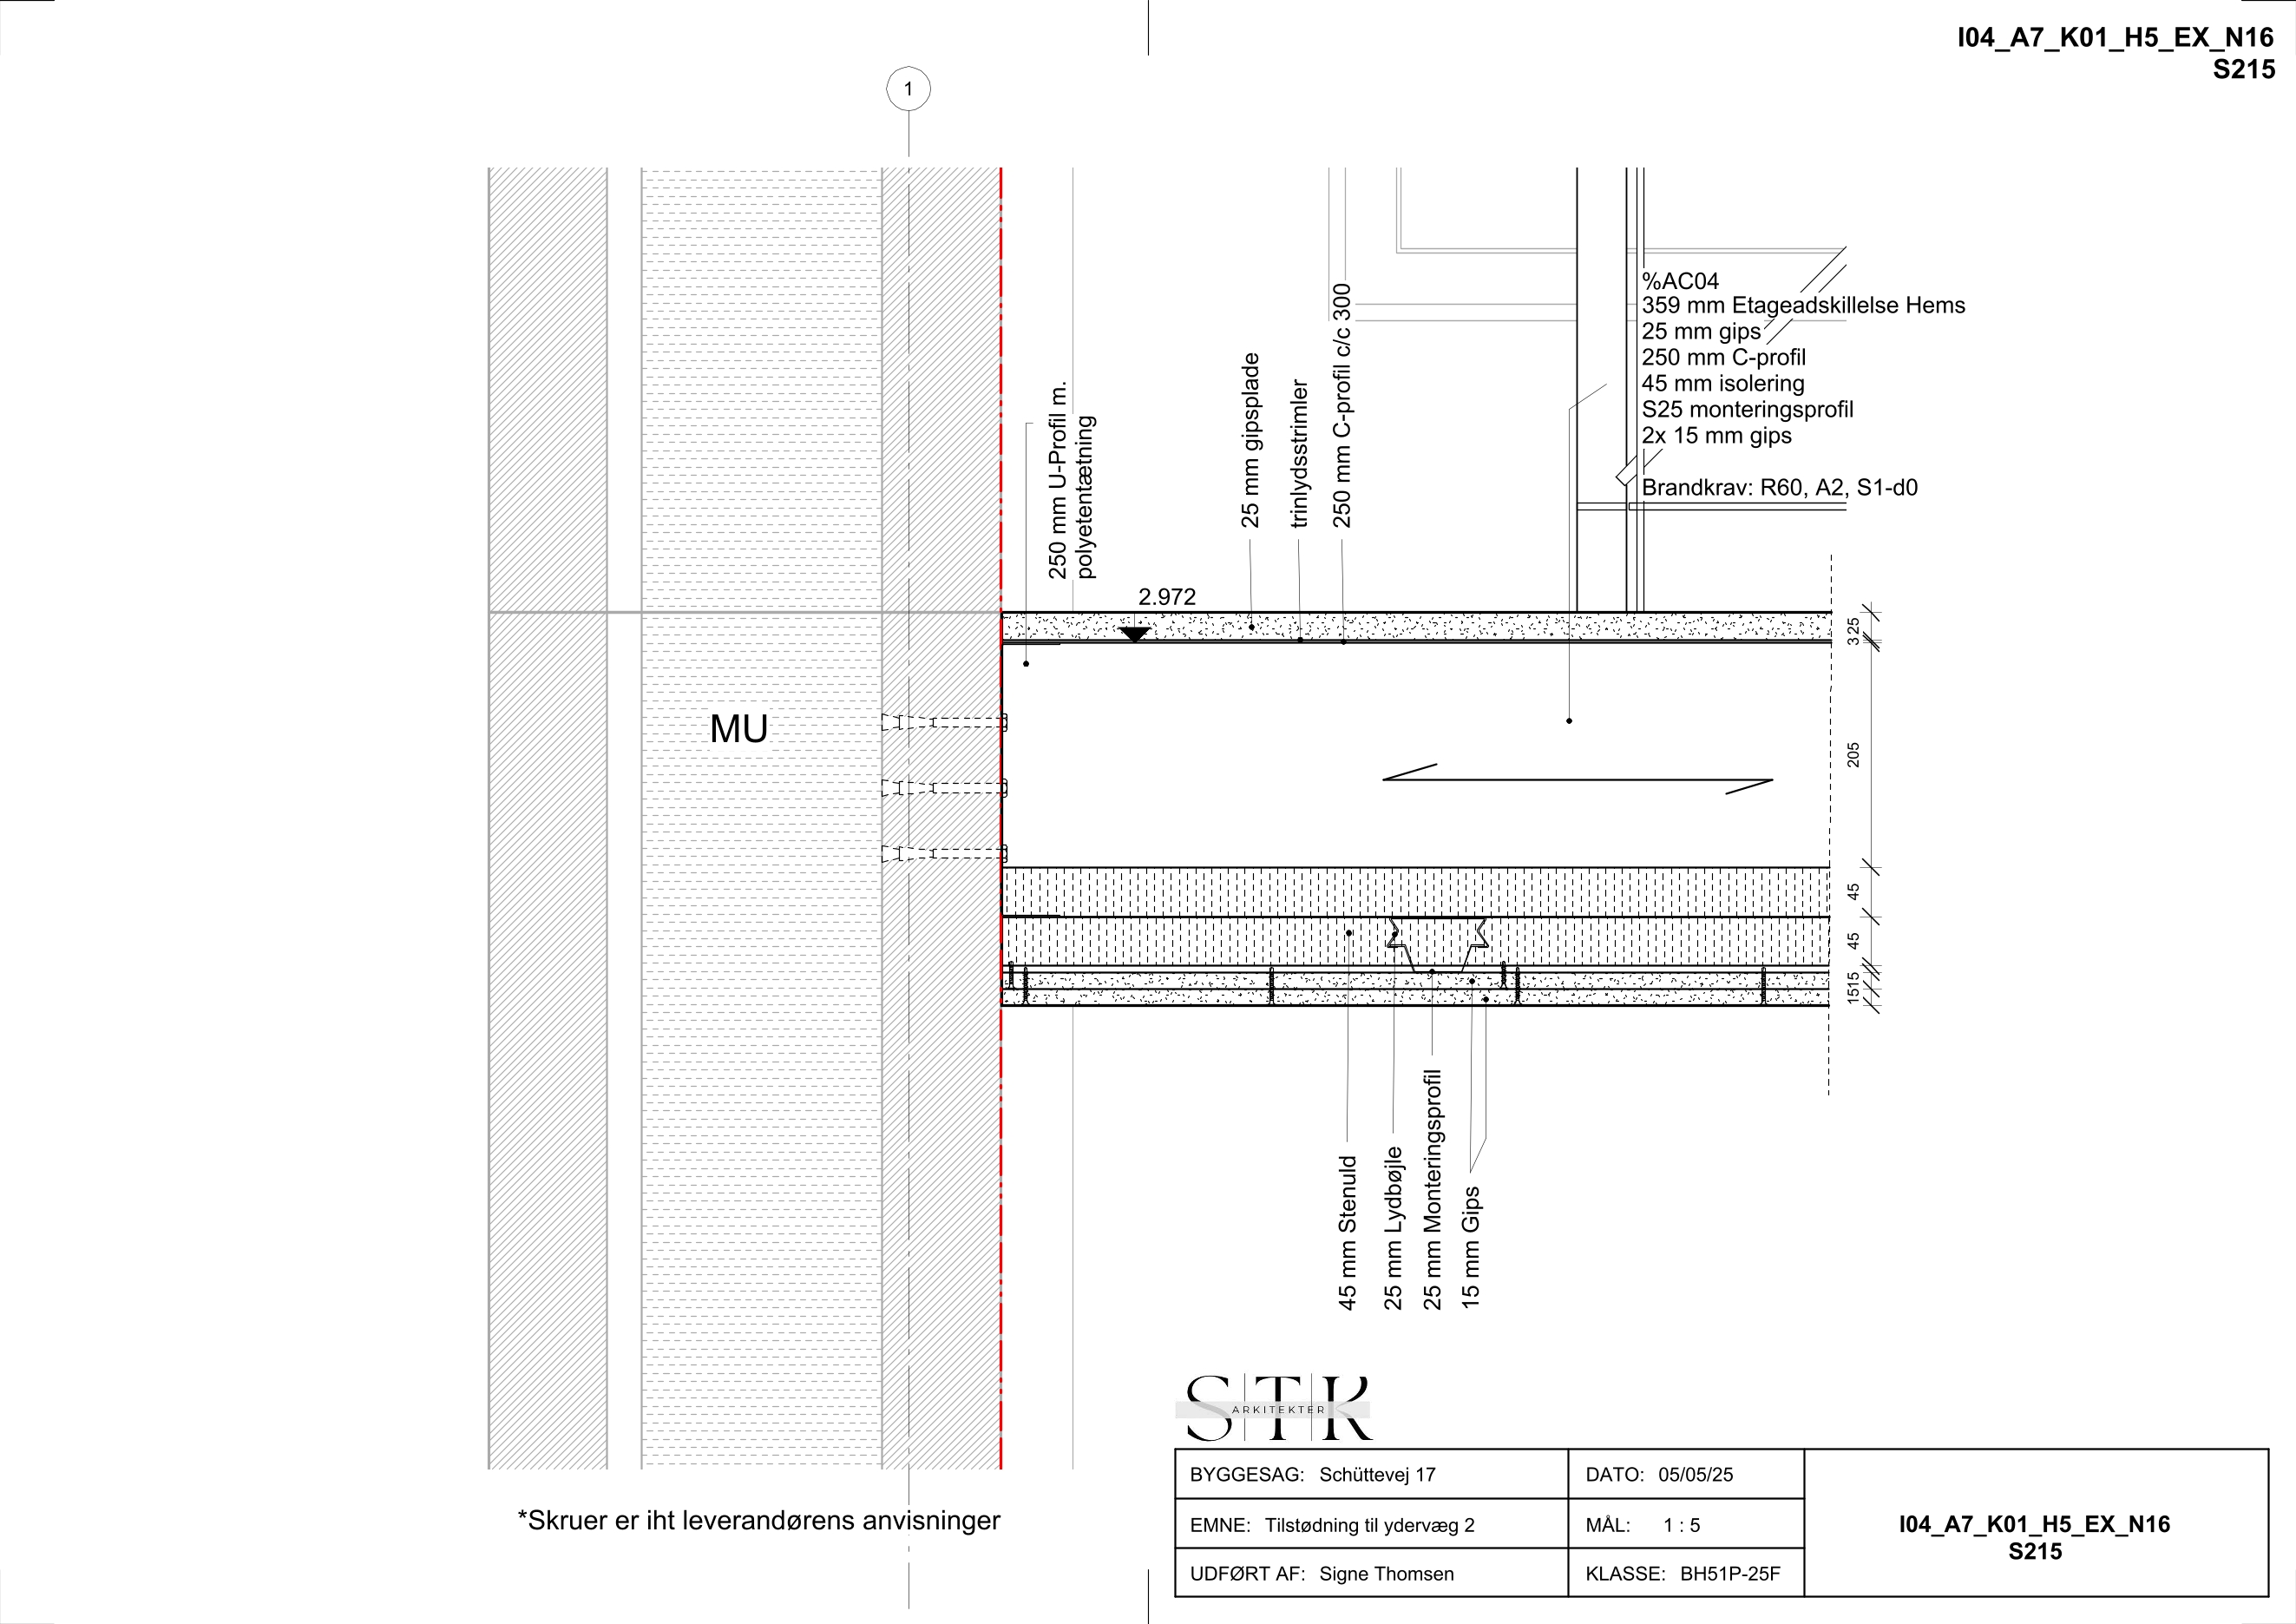 I04_A7_K01_H5_EX_N16
S215
1
%AC04
359 mm Etageadskillelse Hems
25 mm gips
250 mm C-profil
45 mm isolering
S25 monteringsprofil
2x 15 mm gips
Brandkrav: R60, A2, S1-d0
250 mm U-Profil m.
polyetentætning
25 mm gipsplade
trinlydsstrimler
250 mm C-profil c/c 300
2.972
25
3
205
45
45
15
15
MU
45 mm Stenuld
25 mm Lydbøjle
25 mm Monteringsprofil
15 mm Gips
*Skruer er iht leverandørens anvisninger
STK
ARKITEKTER
BYGGESAG: Schüttevej 17
DATO: 05/05/25
EMNE: Tilstødning til ydervæg 2
MÅL: 1 : 5
UDFØRT AF: Signe Thomsen
KLASSE: BH51P-25F
I04_A7_K01_H5_EX_N16
S215